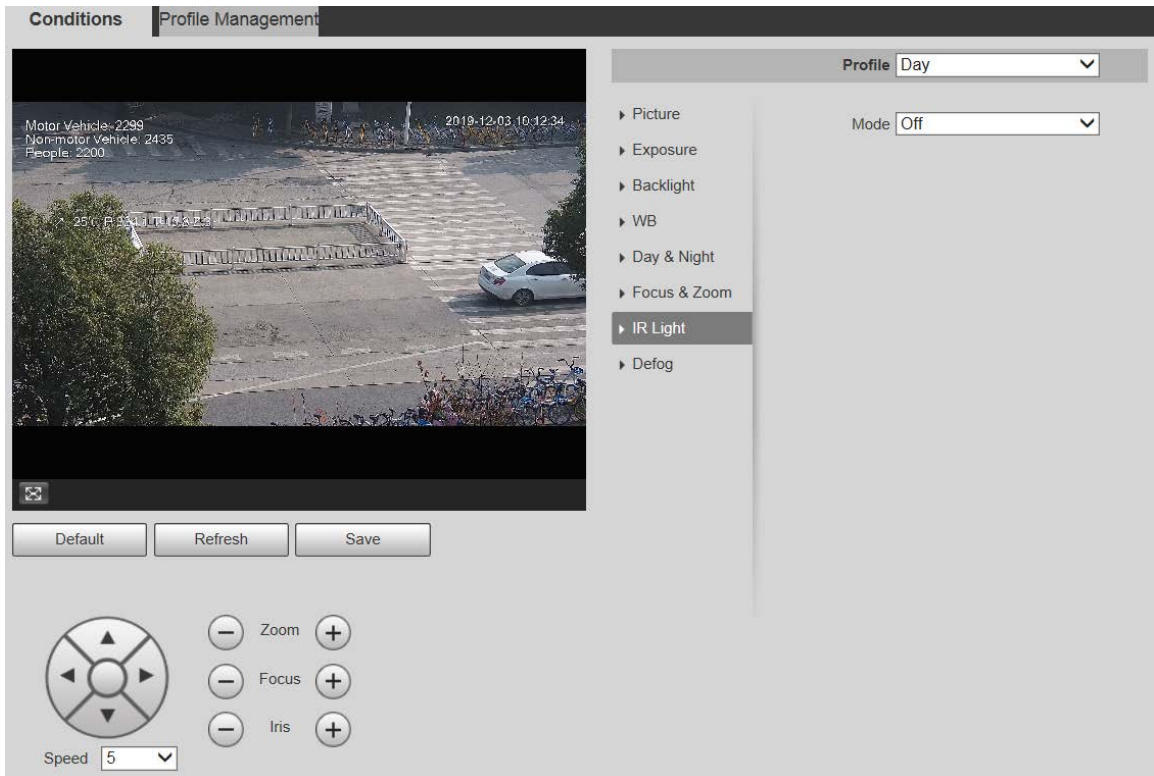 Conditions
Profile Management
Profile Day
Motor Vehicle: 2299
Non-motor Vehicle: 2435
People: 2200
2019-12-03 10:12:34
Picture
Exposure
Backlight
WB
Day & Night
Focus & Zoom
IR Light
Defog
Mode Off
Default
Refresh
Save
Zoom
Focus
Iris
Speed 5